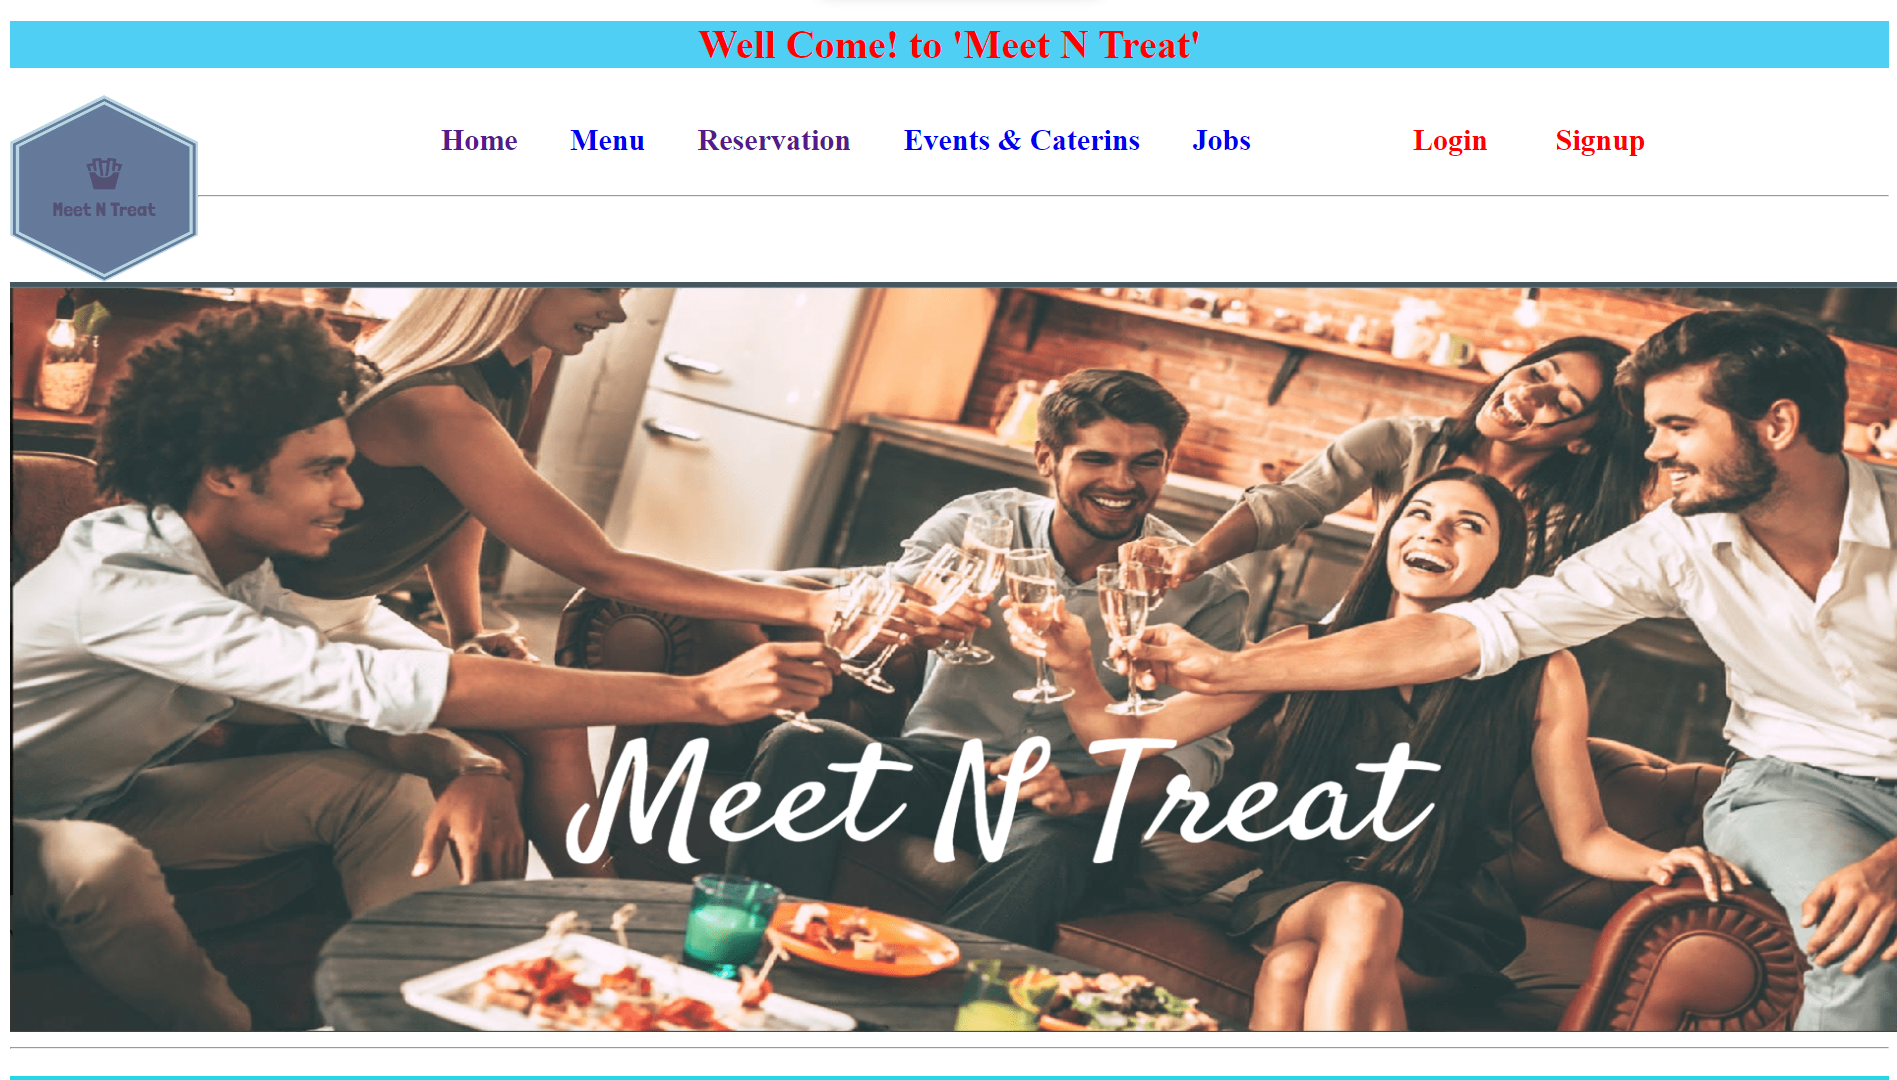 Well Come! to 'Meet N Treat'
Home Menu Reservation Events & Caterins Jobs Login Signup
Meet N Treat
Meet N Treat